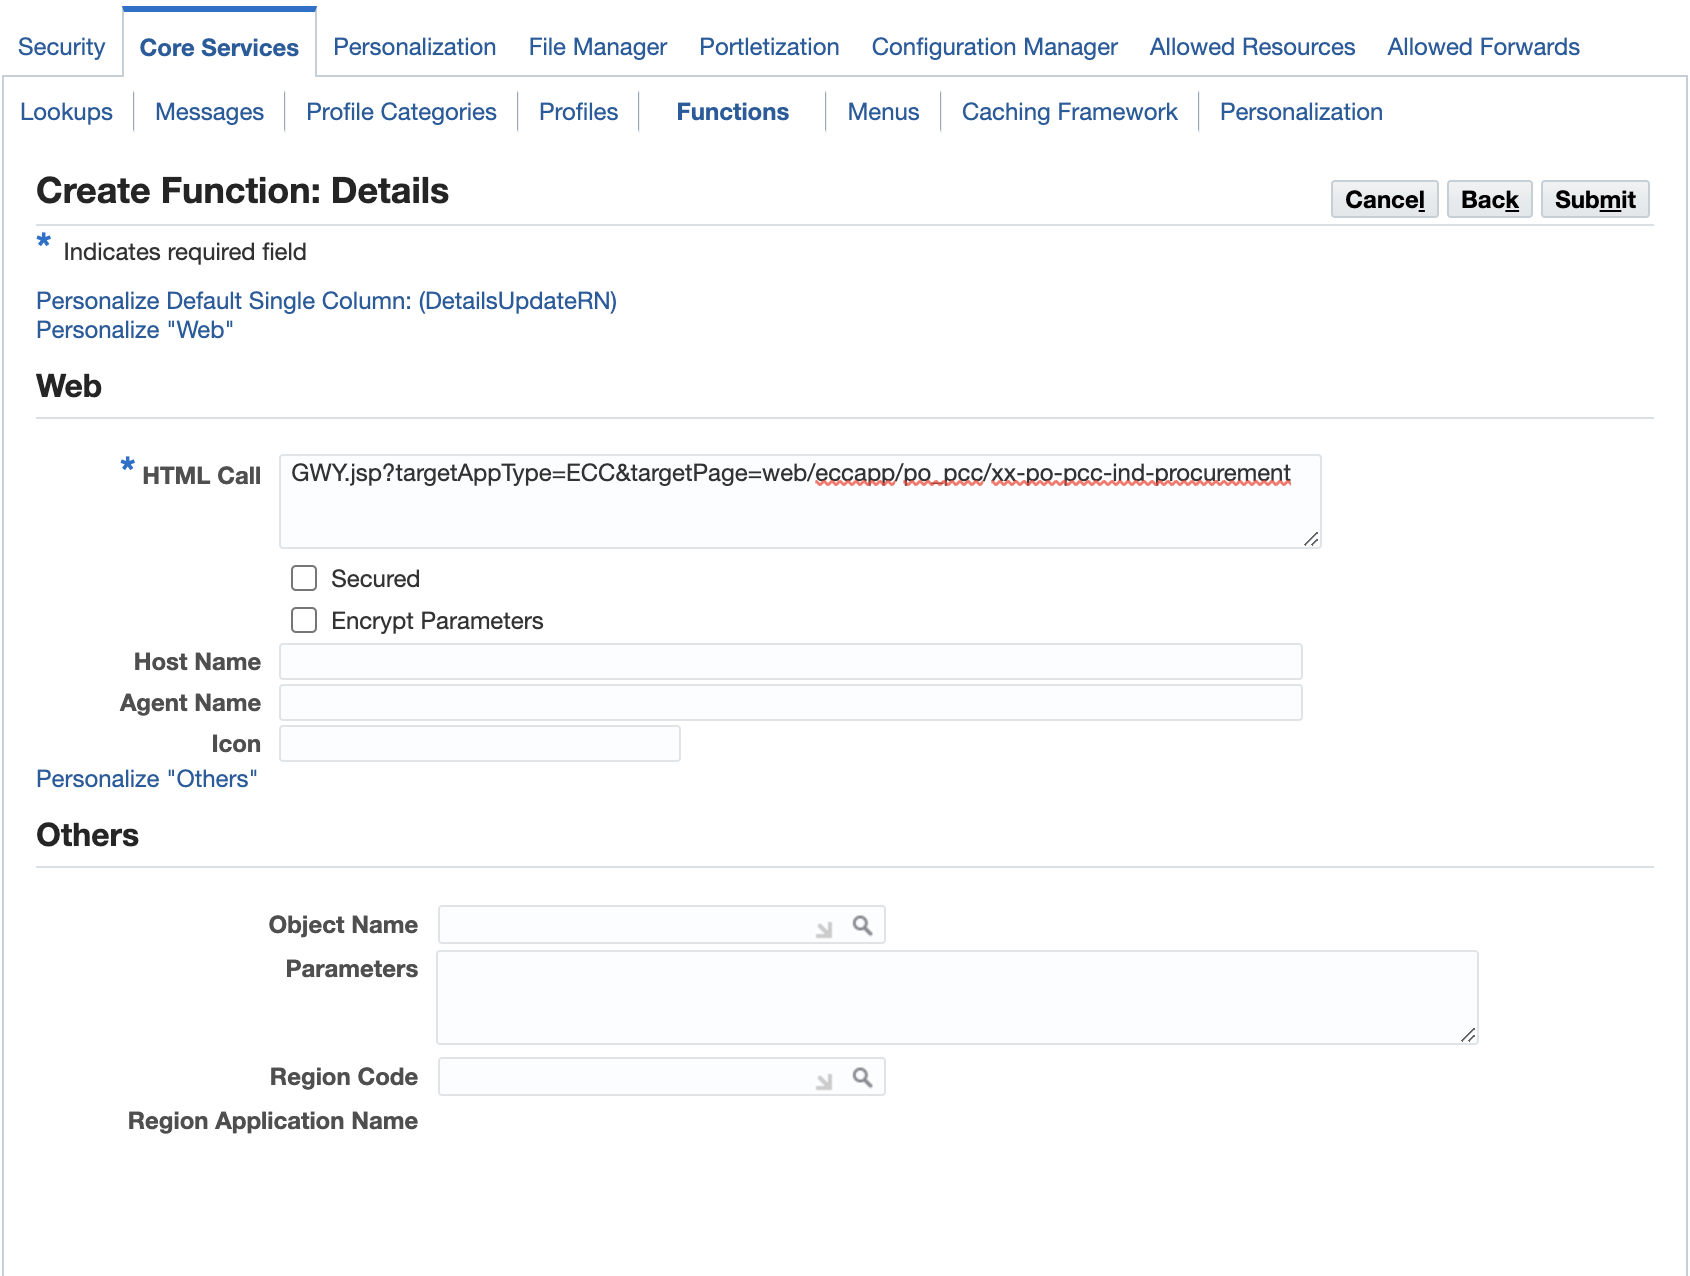 Security Core Services Personalization File Manager Portletization Configuration Manager Allowed Resources Allowed Forwards
Lookups Messages Profile Categories Profiles Functions Menus Caching Framework Personalization
Create Function: Details Cancel Back Submit
* Indicates required field
Personalize Default Single Column: (DetailsUpdateRN)
Personalize "Web"
Web
* HTML Call GWY.jsp?targetAppType=ECC&targetPage=web/eccapp/po_pcc/xx-po-pcc-ind-procurement
Secured
Encrypt Parameters
Host Name
Agent Name
Icon
Personalize "Others"
Others
Object Name
Parameters
Region Code
Region Application Name